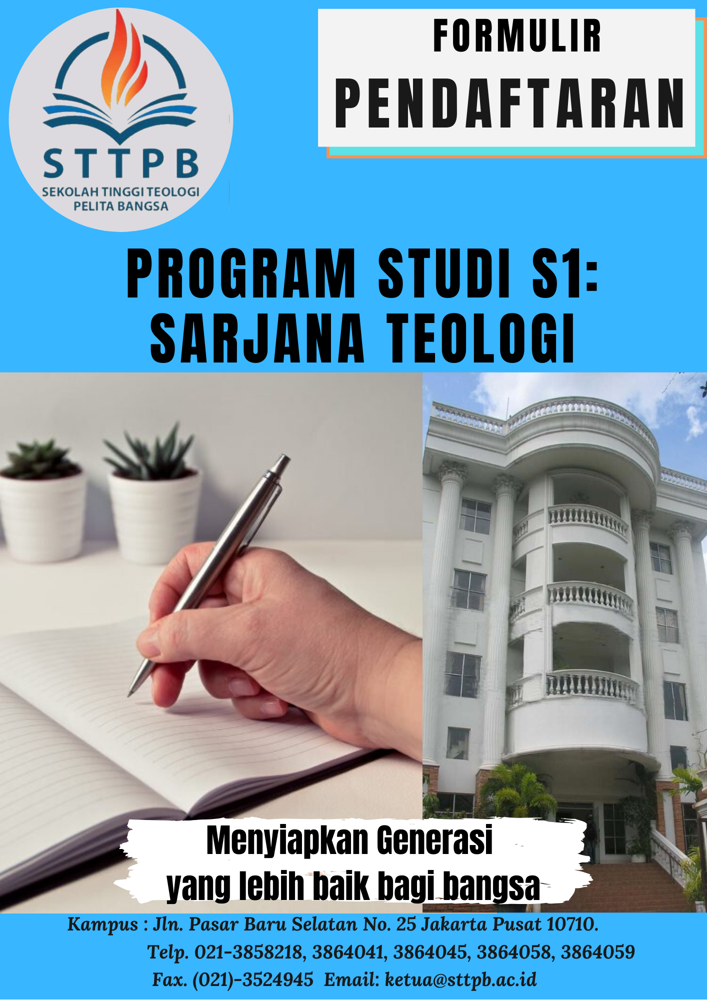 STTPB
SEKOLAH TINGGI TEOLOGI
PELITA BANGSA
FORMULIR
PENDAFTARAN
PROGRAM STUDI S1:
SARJANA TEOLOGI
Menyiapkan Generasi
yang lebih baik bagi bangsa
Kampus : Jln. Pasar Baru Selatan No. 25 Jakarta Pusat 10710.
Telp. 021-3858218, 3864041, 3864045, 3864058, 3864059
Fax. (021)-3524945 Email: ketua@sttpb.ac.id